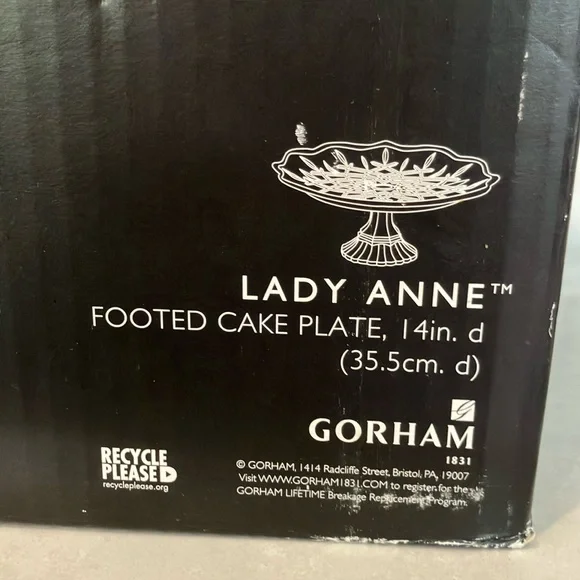 LADY ANNE™
FOOTED CAKE PLATE, 14in. d
(35.5cm. d)
GORHAM
1831
RECYCLE
PLEASE
recycleplease.org
© GORHAM, 1414 Radcliffe Street, Bristol, PA, 19007
Visit WWW.GORHAM1831.COM to register for the
GORHAM LIFETIME Breakage Replacement Program.